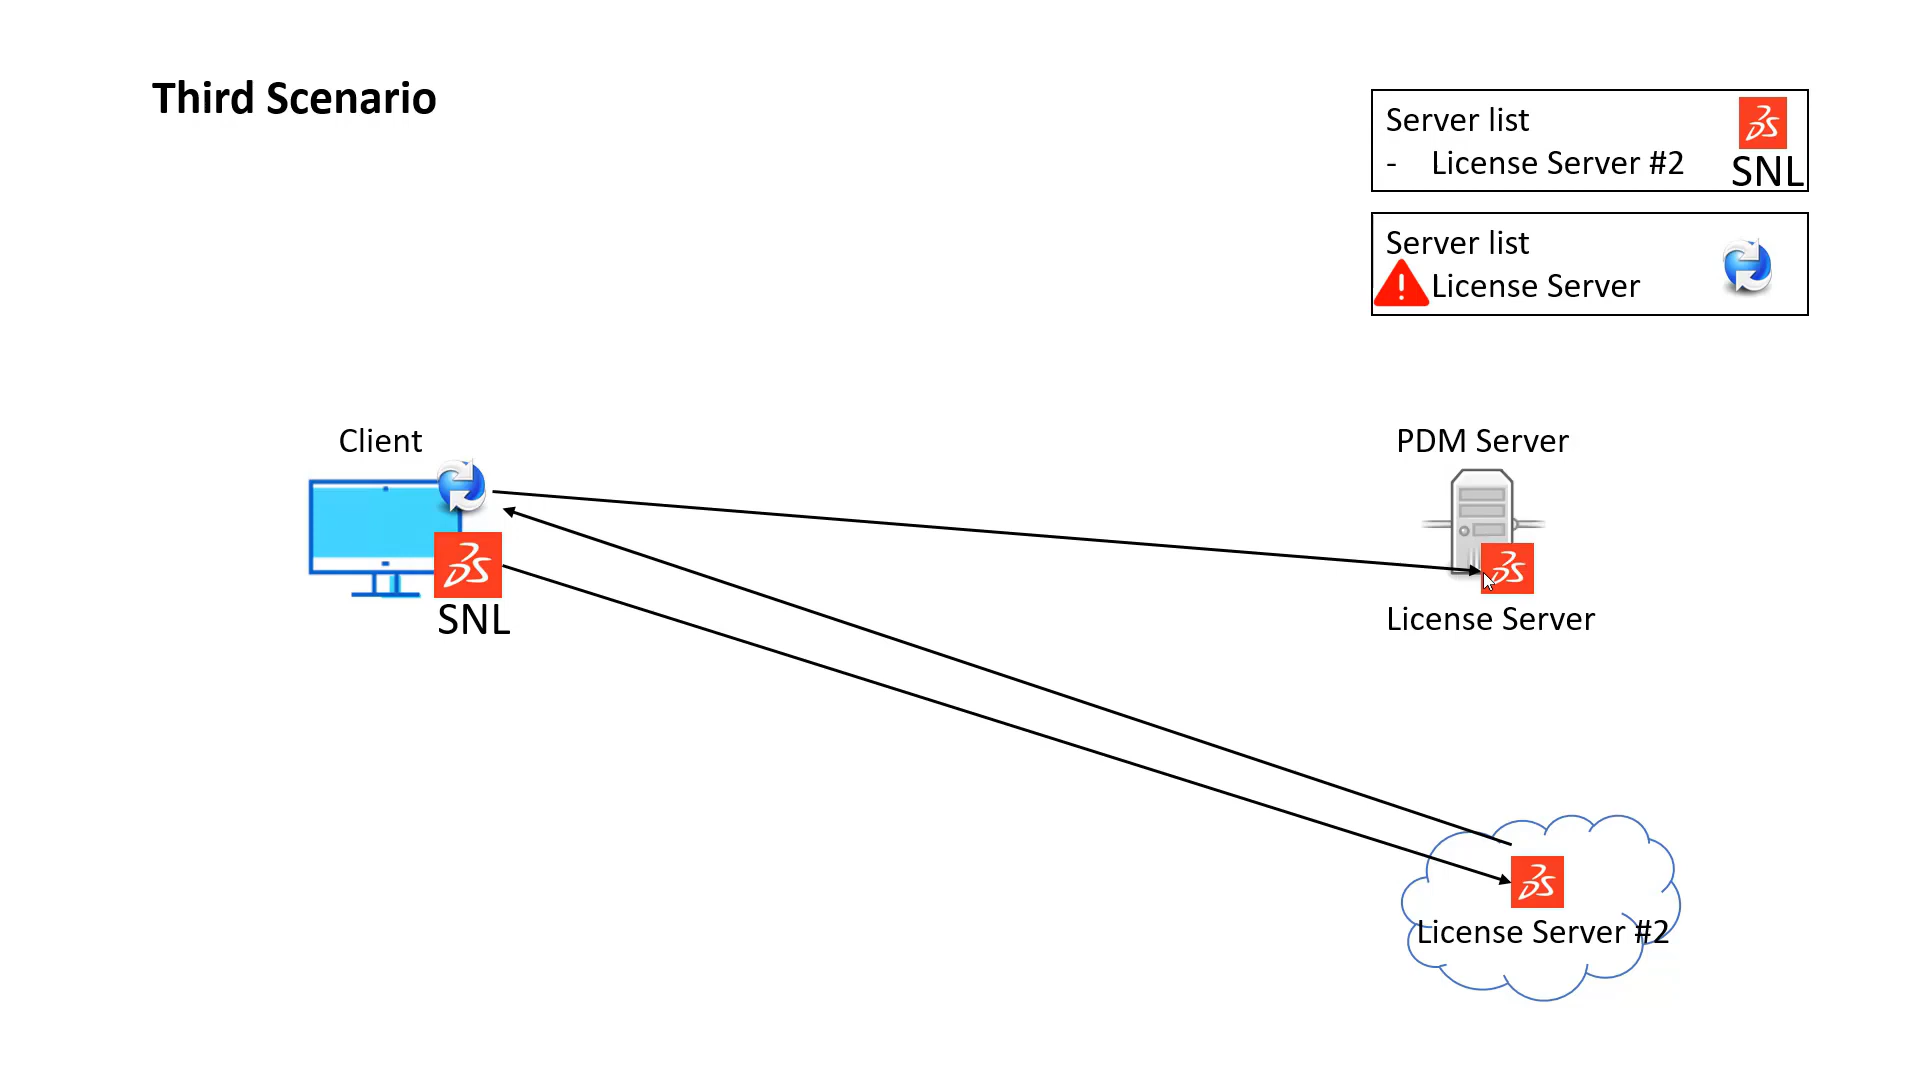 Third Scenario
Server list
- License Server #2
SNL
Server list
License Server
Client
PDM Server
SNL
License Server
License Server #2